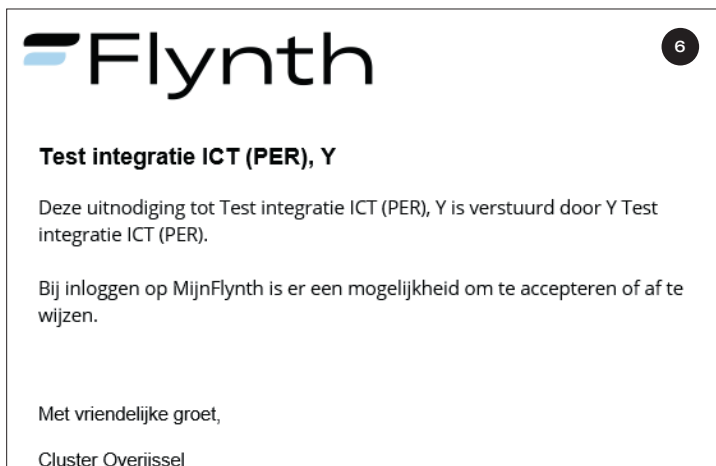 Flynth
6
Test integratie ICT (PER), Y
Deze uitnodiging tot Test integratie ICT (PER), Y is verstuurd door Y Test
integratie ICT (PER).
Bij inloggen op MijnFlynth is er een mogelijkheid om te accepteren of af te
wijzen.
Met vriendelijke groet,
Cluster Overijssel